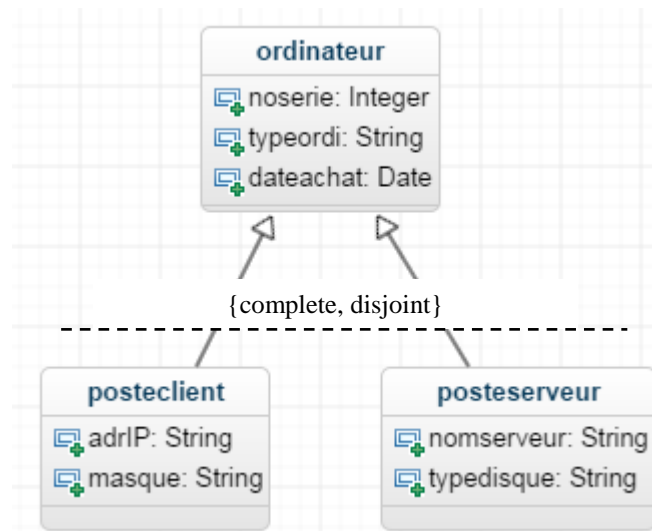 ordinateur
noserie: Integer
typeordi: String
dateachat: Date
{complete, disjoint}
posteclient
adrIP: String
masque: String
posteserveur
nomserveur: String
typedisque: String